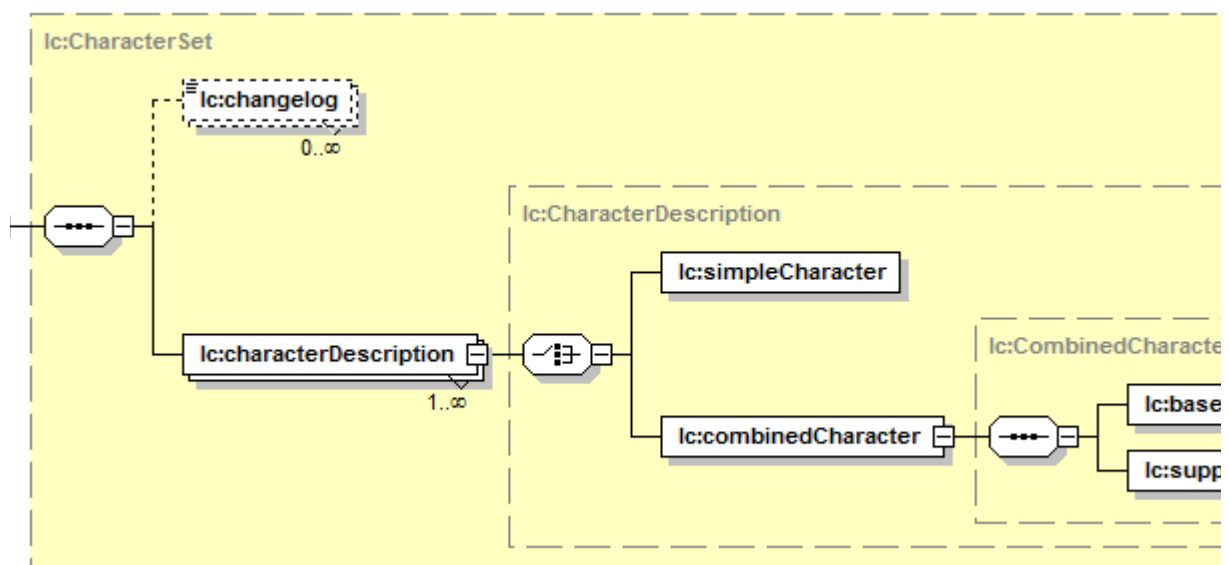 lc:CharacterSet
lc:changelog
0..∞
lc:CharacterDescription
lc:simpleCharacter
lc:characterDescription
1..∞
lc:combinedCharacter
lc:CombinedCharacte
lc:base
lc:supp